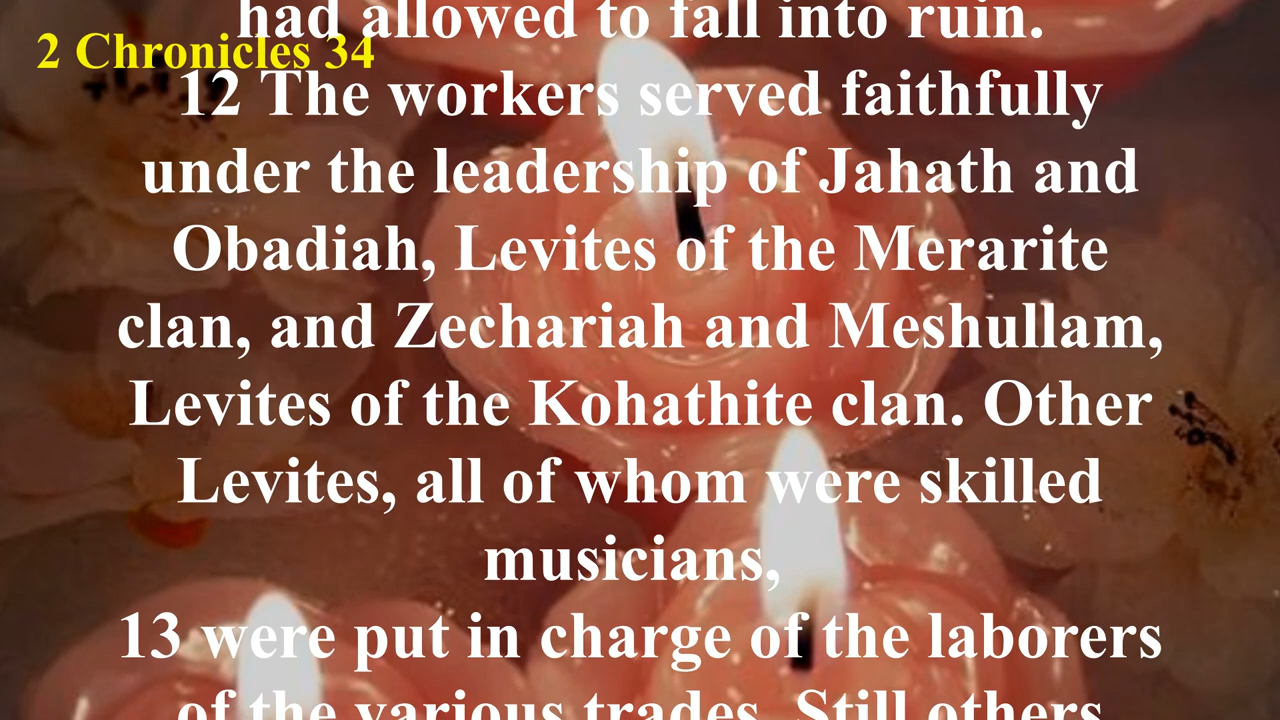 had allowed to fall into ruin.
2 Chronicles 34
12 The workers served faithfully
under the leadership of Jahath and
Obadiah, Levites of the Merarite
clan, and Zechariah and Meshullam,
Levites of the Kohathite clan. Other
Levites, all of whom were skilled
musicians,
13 were put in charge of the laborers
of the various trades. Still others